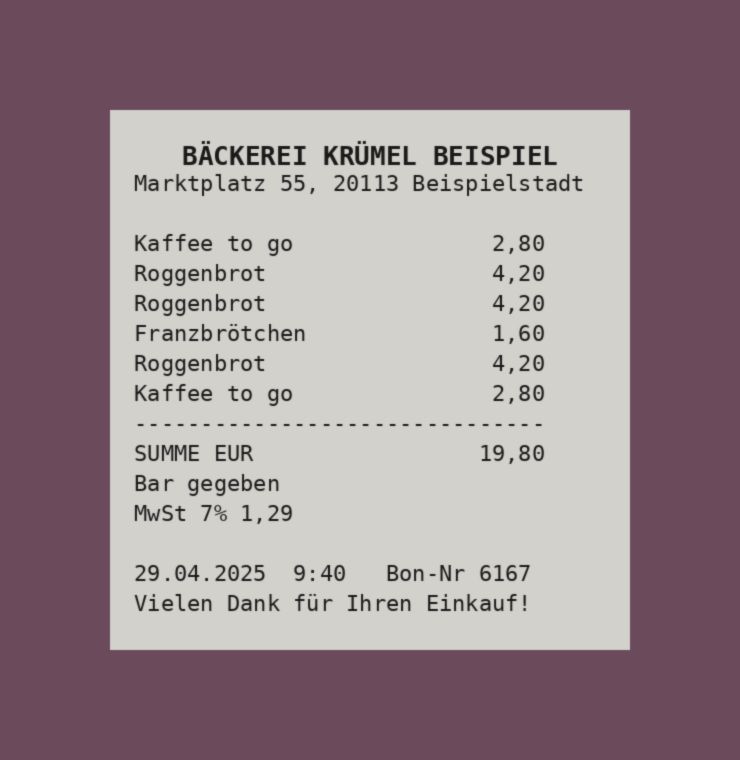 BÄCKEREI KRÜMEL BEISPIEL
Marktplatz 55, 20113 Beispielstadt
Kaffee to go 2,80
Roggenbrot 4,20
Roggenbrot 4,20
Franzbrötchen 1,60
Roggenbrot 4,20
Kaffee to go 2,80
-------------------------------
SUMME EUR 19,80
Bar gegeben
MwSt 7% 1,29
29.04.2025 9:40 Bon-Nr 6167
Vielen Dank für Ihren Einkauf!